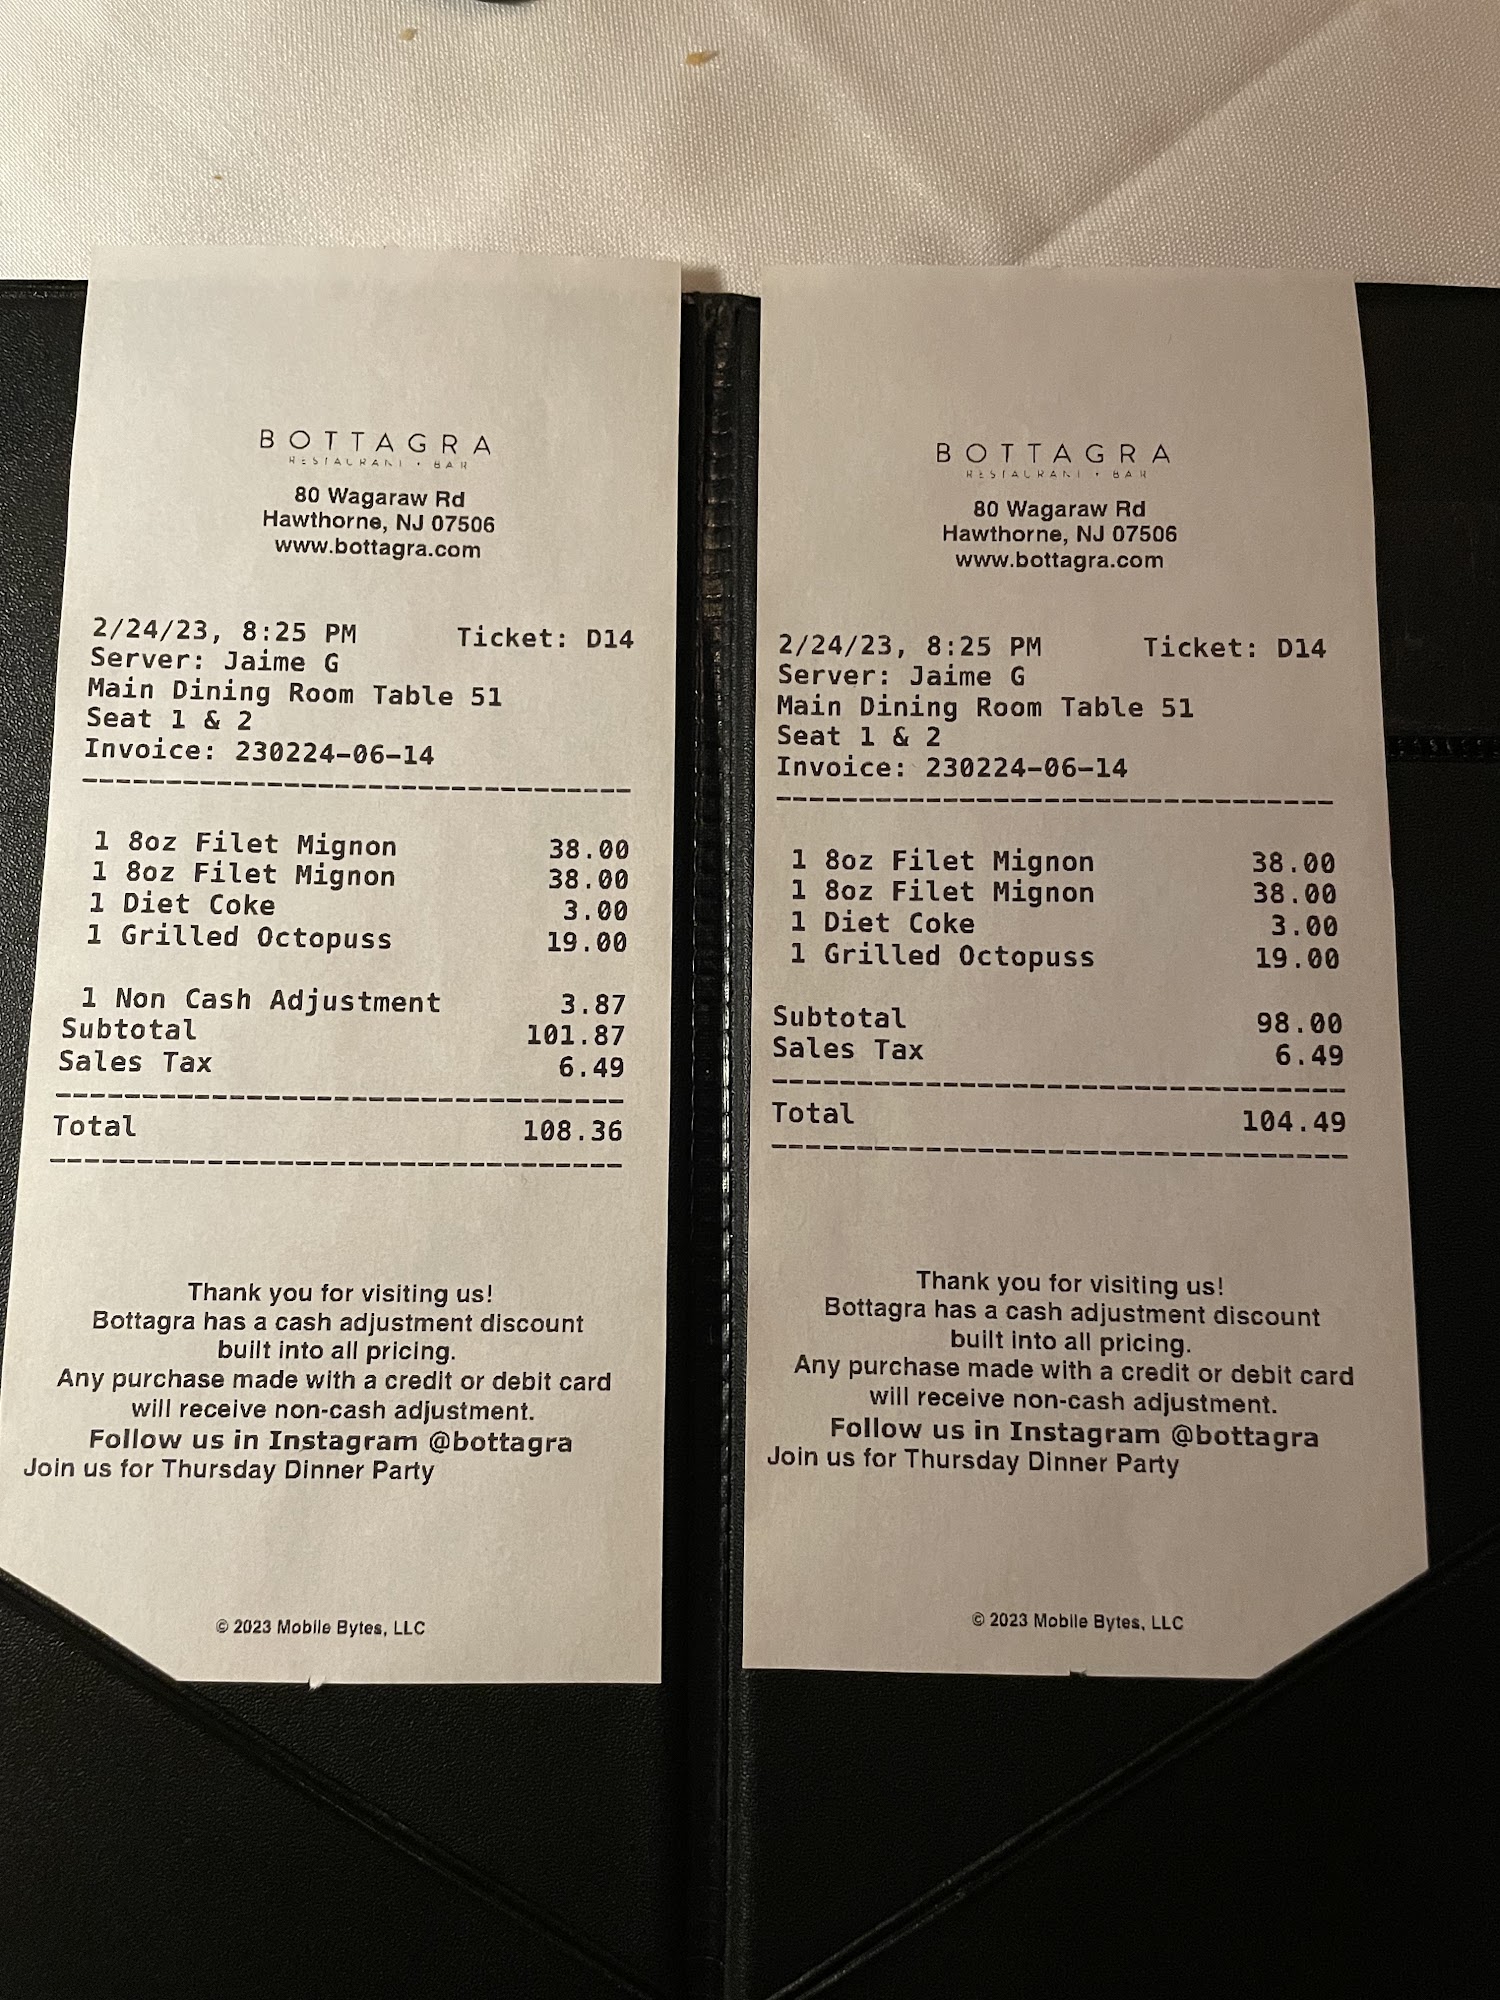 BOTTAGRA
RESTAURANT • BAR
80 Wagaraw Rd
Hawthorne, NJ 07506
www.bottagra.com
2/24/23, 8:25 PM Ticket: D14
Server: Jaime G
Main Dining Room Table 51
Seat 1 & 2
Invoice: 230224-06-14
--------------------------------
1 8oz Filet Mignon 38.00
1 8oz Filet Mignon 38.00
1 Diet Coke 3.00
1 Grilled Octopuss 19.00
1 Non Cash Adjustment 3.87
Subtotal 101.87
Sales Tax 6.49
--------------------------------
Total 108.36
--------------------------------
Thank you for visiting us!
Bottagra has a cash adjustment discount
built into all pricing.
Any purchase made with a credit or debit card
will receive non-cash adjustment.
Follow us in Instagram @bottagra
Join us for Thursday Dinner Party
© 2023 Mobile Bytes, LLC
BOTTAGRA
RESTAURANT • BAR
80 Wagaraw Rd
Hawthorne, NJ 07506
www.bottagra.com
2/24/23, 8:25 PM Ticket: D14
Server: Jaime G
Main Dining Room Table 51
Seat 1 & 2
Invoice: 230224-06-14
--------------------------------
1 8oz Filet Mignon 38.00
1 8oz Filet Mignon 38.00
1 Diet Coke 3.00
1 Grilled Octopuss 19.00
Subtotal 98.00
Sales Tax 6.49
--------------------------------
Total 104.49
--------------------------------
Thank you for visiting us!
Bottagra has a cash adjustment discount
built into all pricing.
Any purchase made with a credit or debit card
will receive non-cash adjustment.
Follow us in Instagram @bottagra
Join us for Thursday Dinner Party
© 2023 Mobile Bytes, LLC